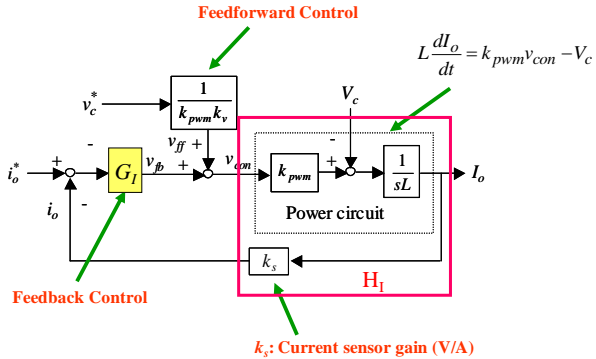 Feedforward Control
L dI_o/dt = k_pwm v_con − V_c
v_c^*
1 / k_pwm k_v
V_c
v_ff +
-
i_o^* + - G_I v_fb + v_con k_pwm + 1 / sL I_o
i_o -
Power circuit
k_s
H_I
Feedback Control
k_s: Current sensor gain (V/A)